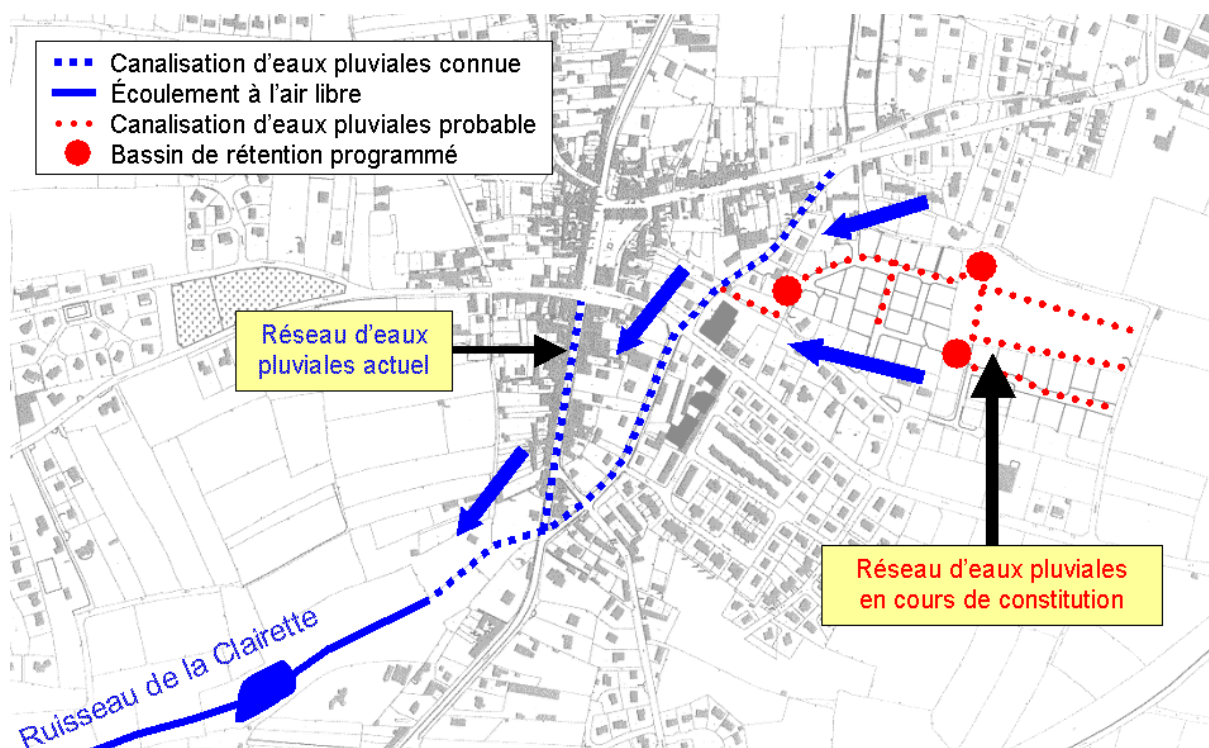 Canalisation d'eaux pluviales connue
Écoulement à l'air libre
Canalisation d'eaux pluviales probable
Bassin de rétention programmé
Réseau d'eaux
pluviales actuel
Réseau d'eaux pluviales
en cours de constitution
Ruisseau de la Clairette